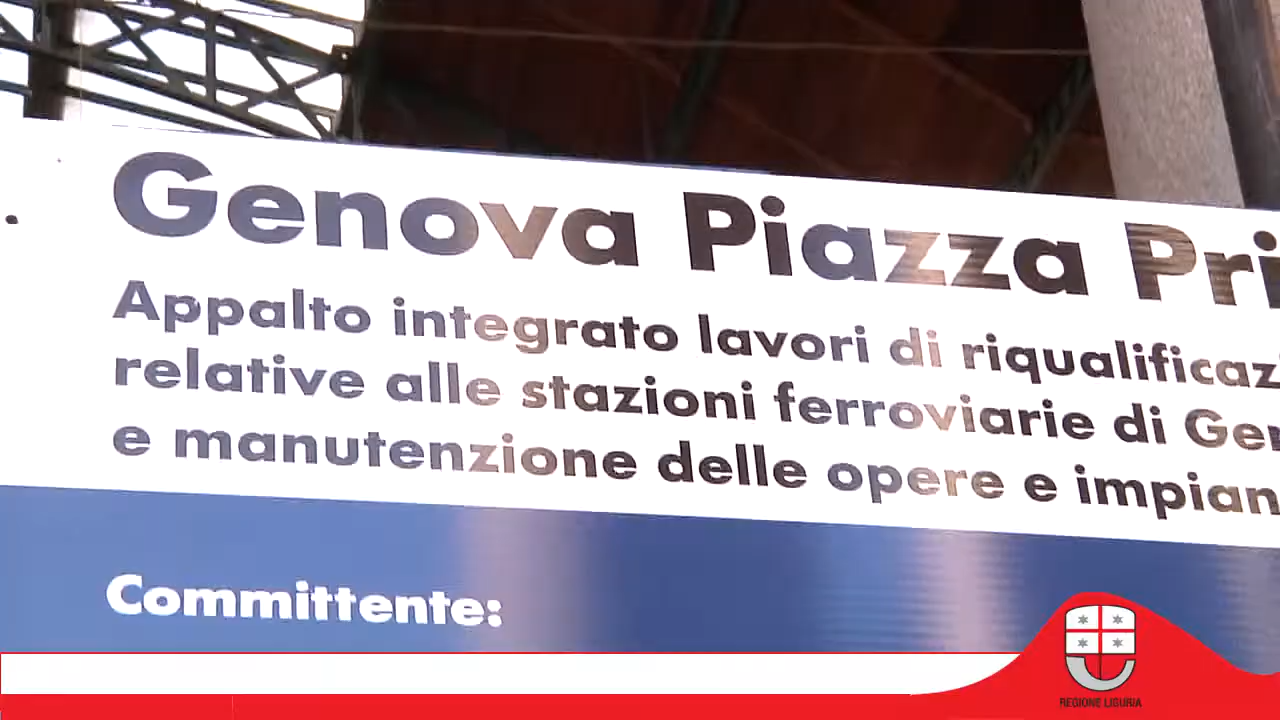 Genova Piazza Pri
Appalto integrato lavori di riqualificaz
relative alle stazioni ferroviarie di Ge
e manutenzione delle opere e impian
Committente:
REGIONE LIGURIA